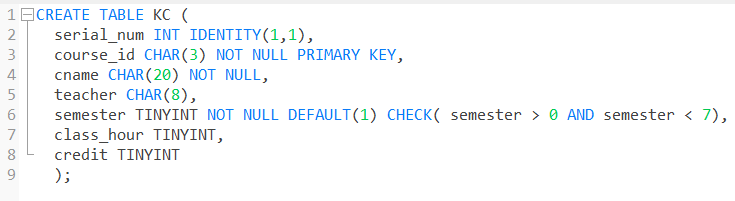 1 CREATE TABLE KC (
2 serial_num INT IDENTITY(1,1),
3 course_id CHAR(3) NOT NULL PRIMARY KEY,
4 cname CHAR(20) NOT NULL,
5 teacher CHAR(8),
6 semester TINYINT NOT NULL DEFAULT(1) CHECK( semester > 0 AND semester < 7),
7 class_hour TINYINT,
8 credit TINYINT
9 );